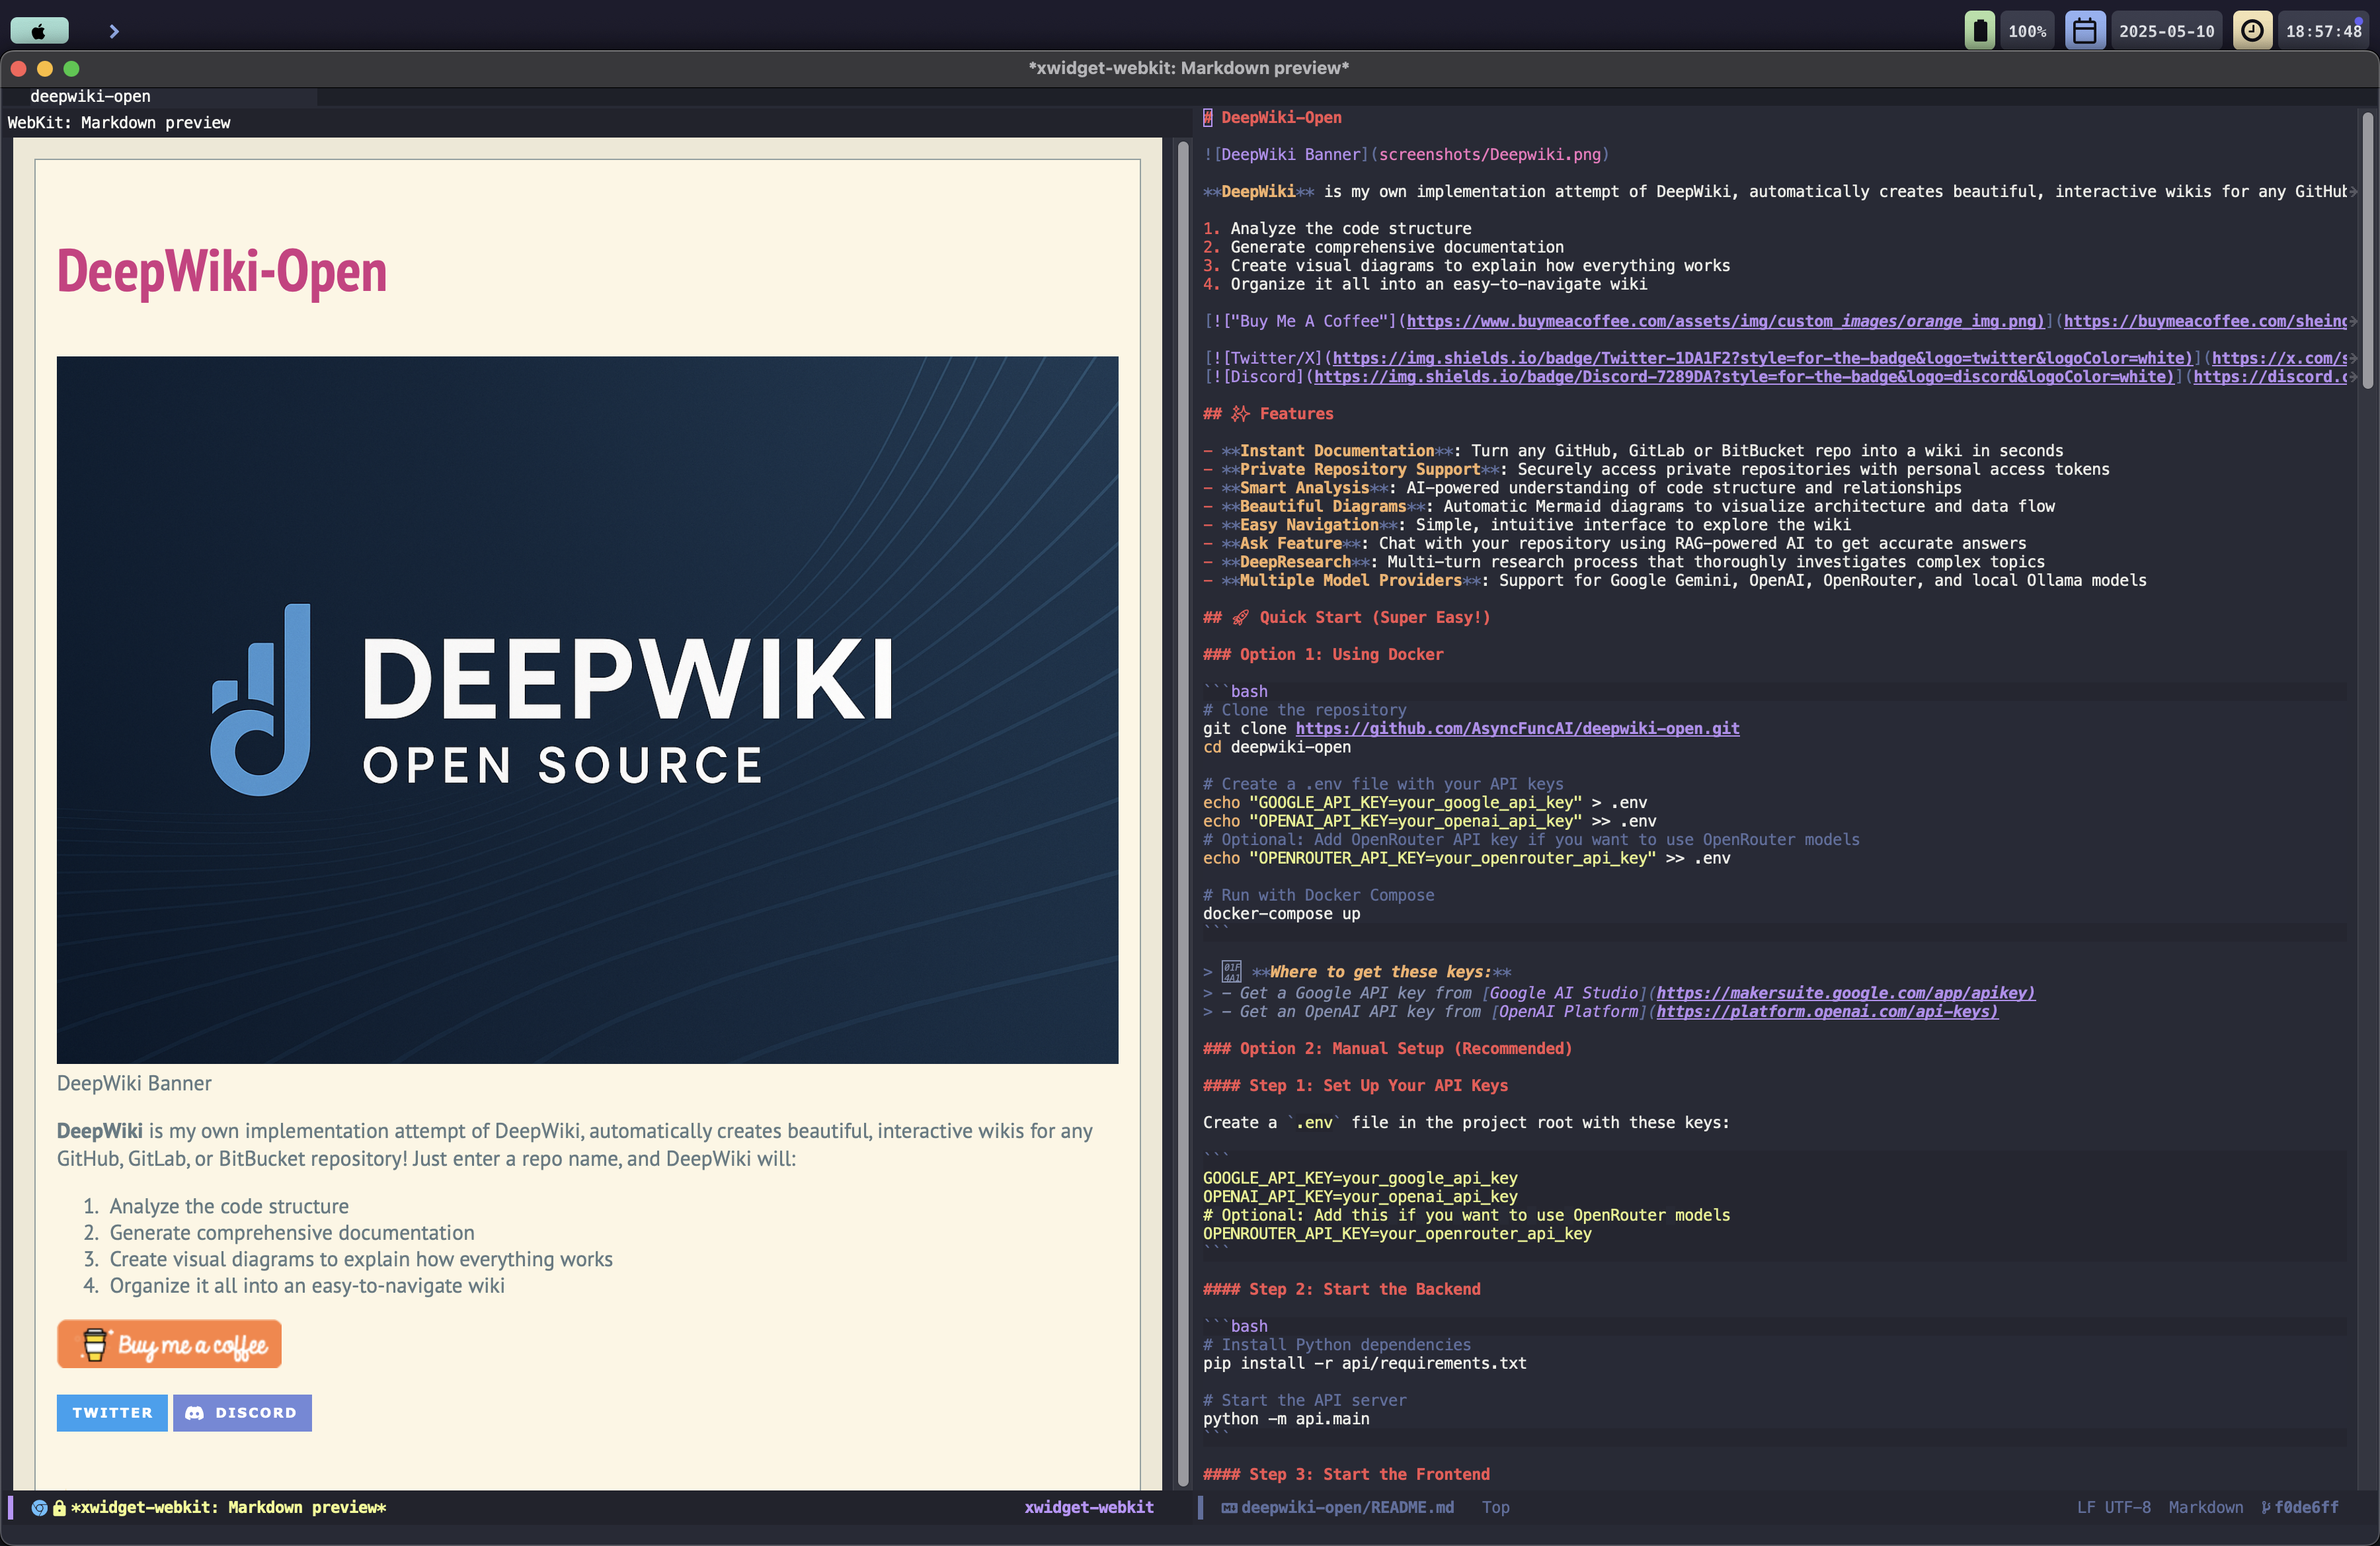 100%
2025-05-10
18:57:48
*xwidget-webkit: Markdown preview*
deepwiki-open
WebKit: Markdown preview
DeepWiki-Open
DEEPWIKI
OPEN SOURCE
DeepWiki Banner
DeepWiki is my own implementation attempt of DeepWiki, automatically creates beautiful, interactive wikis for any
GitHub, GitLab, or BitBucket repository! Just enter a repo name, and DeepWiki will:
1. Analyze the code structure
2. Generate comprehensive documentation
3. Create visual diagrams to explain how everything works
4. Organize it all into an easy-to-navigate wiki
Buy me a coffee
TWITTER
DISCORD
*xwidget-webkit: Markdown preview*
xwidget-webkit
# DeepWiki-Open
![DeepWiki Banner](screenshots/Deepwiki.png)
**DeepWiki** is my own implementation attempt of DeepWiki, automatically creates beautiful, interactive wikis for any GitHub
1. Analyze the code structure
2. Generate comprehensive documentation
3. Create visual diagrams to explain how everything works
4. Organize it all into an easy-to-navigate wiki
[!["Buy Me A Coffee"](https://www.buymeacoffee.com/assets/img/custom_images/orange_img.png)](https://buymeacoffee.com/sheing
[![Twitter/X](https://img.shields.io/badge/Twitter-1DA1F2?style=for-the-badge&logo=twitter&logoColor=white)](https://x.com/s
[![Discord](https://img.shields.io/badge/Discord-7289DA?style=for-the-badge&logo=discord&logoColor=white)](https://discord.c
## ✨ Features
- **Instant Documentation**: Turn any GitHub, GitLab or BitBucket repo into a wiki in seconds
- **Private Repository Support**: Securely access private repositories with personal access tokens
- **Smart Analysis**: AI-powered understanding of code structure and relationships
- **Beautiful Diagrams**: Automatic Mermaid diagrams to visualize architecture and data flow
- **Easy Navigation**: Simple, intuitive interface to explore the wiki
- **Ask Feature**: Chat with your repository using RAG-powered AI to get accurate answers
- **DeepResearch**: Multi-turn research process that thoroughly investigates complex topics
- **Multiple Model Providers**: Support for Google Gemini, OpenAI, OpenRouter, and local Ollama models
## 🚀 Quick Start (Super Easy!)
### Option 1: Using Docker
```bash
# Clone the repository
git clone https://github.com/AsyncFuncAI/deepwiki-open.git
cd deepwiki-open
# Create a .env file with your API keys
echo "GOOGLE_API_KEY=your_google_api_key" > .env
echo "OPENAI_API_KEY=your_openai_api_key" >> .env
# Optional: Add OpenRouter API key if you want to use OpenRouter models
echo "OPENROUTER_API_KEY=your_openrouter_api_key" >> .env
# Run with Docker Compose
docker-compose up
```
> 01F4A1 **Where to get these keys:**
> - Get a Google API key from [Google AI Studio](https://makersuite.google.com/app/apikey)
> - Get an OpenAI API key from [OpenAI Platform](https://platform.openai.com/api-keys)
### Option 2: Manual Setup (Recommended)
#### Step 1: Set Up Your API Keys
Create a `.env` file in the project root with these keys:
```
GOOGLE_API_KEY=your_google_api_key
OPENAI_API_KEY=your_openai_api_key
# Optional: Add this if you want to use OpenRouter models
OPENROUTER_API_KEY=your_openrouter_api_key
```
#### Step 2: Start the Backend
```bash
# Install Python dependencies
pip install -r api/requirements.txt
# Start the API server
python -m api.main
```
#### Step 3: Start the Frontend
deepwiki-open/README.md Top
LF UTF-8 Markdown f0de6ff